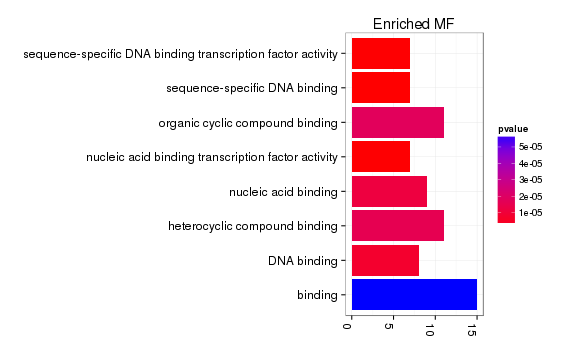 Enriched MF
sequence-specific DNA binding transcription factor activity
sequence-specific DNA binding
organic cyclic compound binding
nucleic acid binding transcription factor activity
nucleic acid binding
heterocyclic compound binding
DNA binding
binding
0
5
10
15
pvalue
5e-05
4e-05
3e-05
2e-05
1e-05